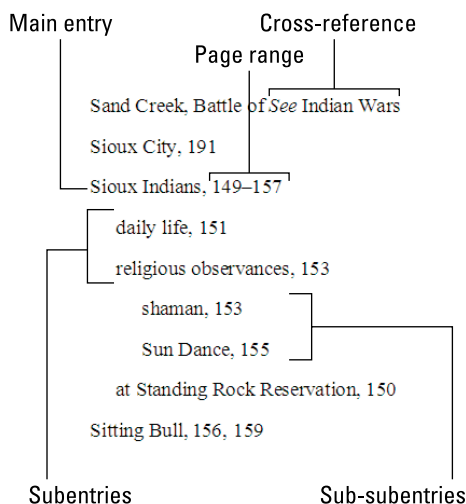 Main entry
Cross-reference
Page range
Sand Creek, Battle of See Indian Wars
Sioux City, 191
Sioux Indians, 149–157
daily life, 151
religious observances, 153
shaman, 153
Sun Dance, 155
at Standing Rock Reservation, 150
Sitting Bull, 156, 159
Subentries
Sub-subentries